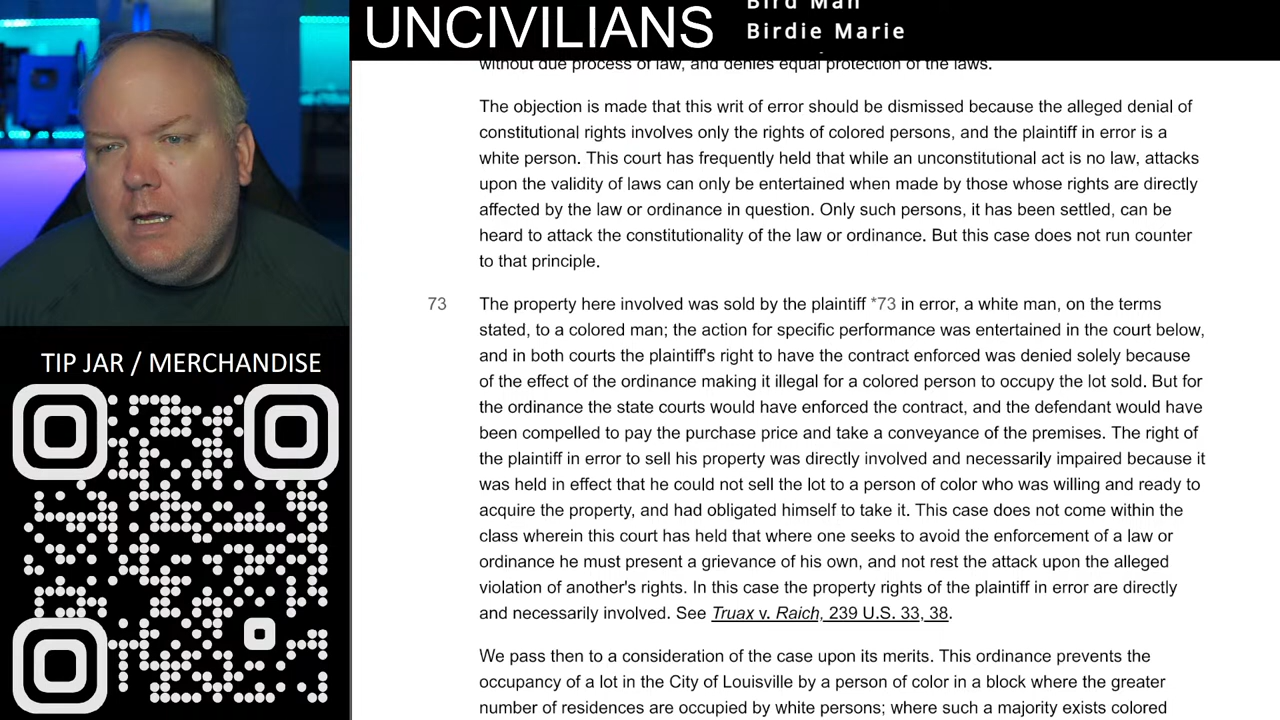 UNCIVILIANS
Bird Man
Birdie Marie
TIP JAR / MERCHANDISE
without due process of law, and denies equal protection of the laws.
The objection is made that this writ of error should be dismissed because the alleged denial of
constitutional rights involves only the rights of colored persons, and the plaintiff in error is a
white person. This court has frequently held that while an unconstitutional act is no law, attacks
upon the validity of laws can only be entertained when made by those whose rights are directly
affected by the law or ordinance in question. Only such persons, it has been settled, can be
heard to attack the constitutionality of the law or ordinance. But this case does not run counter
to that principle.
73 The property here involved was sold by the plaintiff *73 in error, a white man, on the terms
stated, to a colored man; the action for specific performance was entertained in the court below,
and in both courts the plaintiff's right to have the contract enforced was denied solely because
of the effect of the ordinance making it illegal for a colored person to occupy the lot sold. But for
the ordinance the state courts would have enforced the contract, and the defendant would have
been compelled to pay the purchase price and take a conveyance of the premises. The right of
the plaintiff in error to sell his property was directly involved and necessarily impaired because it
was held in effect that he could not sell the lot to a person of color who was willing and ready to
acquire the property, and had obligated himself to take it. This case does not come within the
class wherein this court has held that where one seeks to avoid the enforcement of a law or
ordinance he must present a grievance of his own, and not rest the attack upon the alleged
violation of another's rights. In this case the property rights of the plaintiff in error are directly
and necessarily involved. See Truax v. Raich, 239 U.S. 33, 38.
We pass then to a consideration of the case upon its merits. This ordinance prevents the
occupancy of a lot in the City of Louisville by a person of color in a block where the greater
number of residences are occupied by white persons; where such a majority exists colored